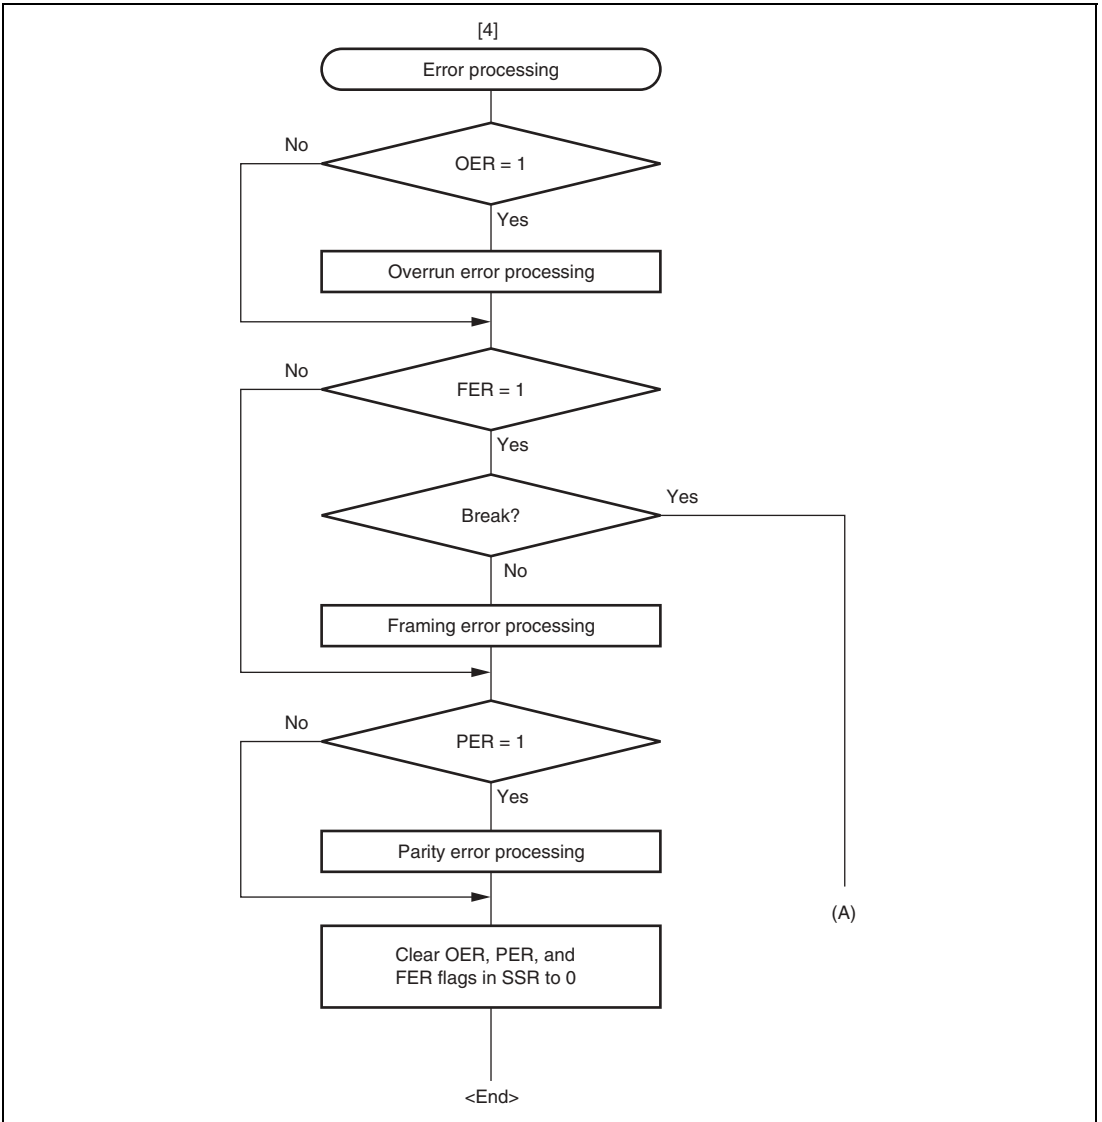 [4]
Error processing
No
OER = 1
Yes
Overrun error processing
No
FER = 1
Yes
Break?
Yes
No
Framing error processing
No
PER = 1
Yes
Parity error processing
(A)
Clear OER, PER, and
FER flags in SSR to 0
<End>